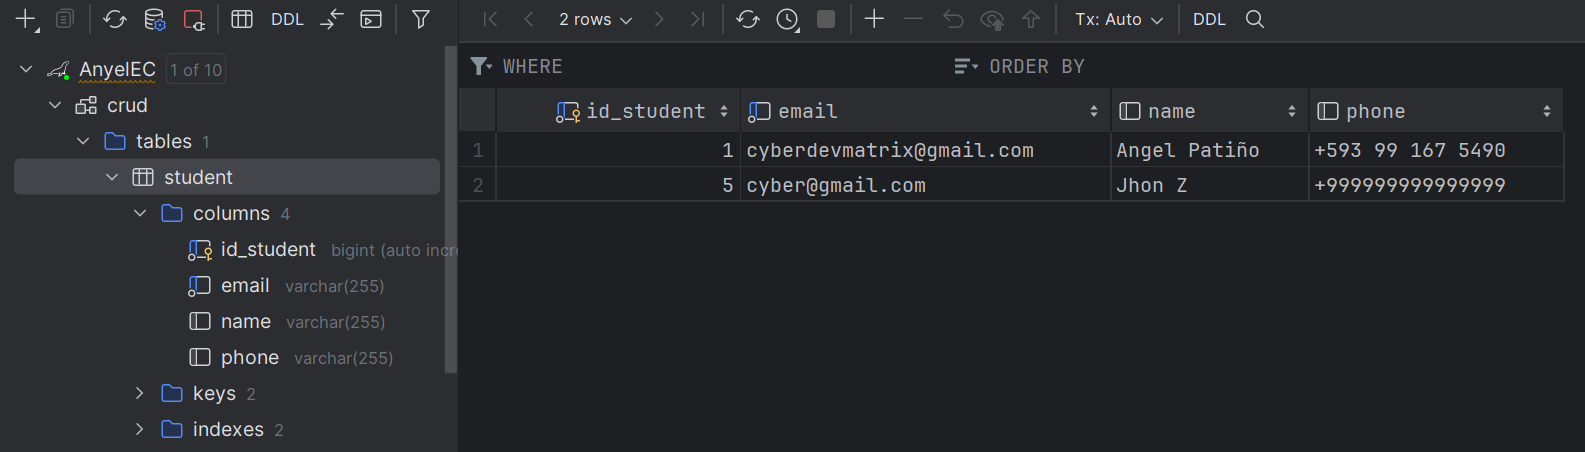 DDL
AnyelEC 1 of 10
crud
tables 1
student
columns 4
id_student bigint (auto incre
email varchar(255)
name varchar(255)
phone varchar(255)
keys 2
indexes 2
2 rows Tx: Auto DDL
WHERE ORDER BY
id_student email name phone
1 1 cyberdevmatrix@gmail.com Angel Patiño +593 99 167 5490
2 5 cyber@gmail.com Jhon Z +999999999999999